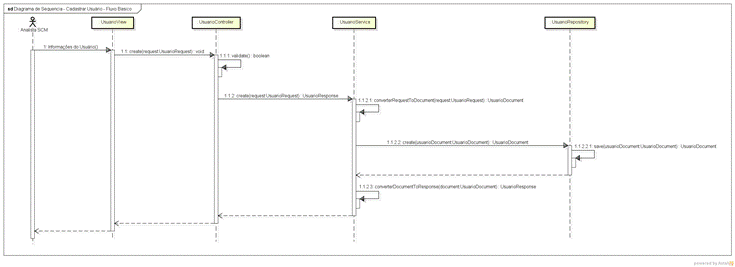 sd Diagrama de Sequencia - Cadastrar Usuário - Fluxo Basico
UsuarioView
UsuarioController
UsuarioService
UsuarioRepository
Analista SCM
1: Informações do Usuário()
1.1: create(request:UsuarioRequest) : void
1.1.1: validate() : boolean
1.1.2: create(request:UsuarioRequest) : UsuarioResponse
1.1.2.1: converterRequestToDocument(request:UsuarioRequest) : UsuarioDocument
1.1.2.2: create(usuarioDocument:UsuarioDocument) : UsuarioDocument
1.1.2.2.1: save(usuarioDocument:UsuarioDocument) : UsuarioDocument
1.1.2.3: converterDocumentToResponse(document:UsuarioDocument) : UsuarioResponse
powered by Astah